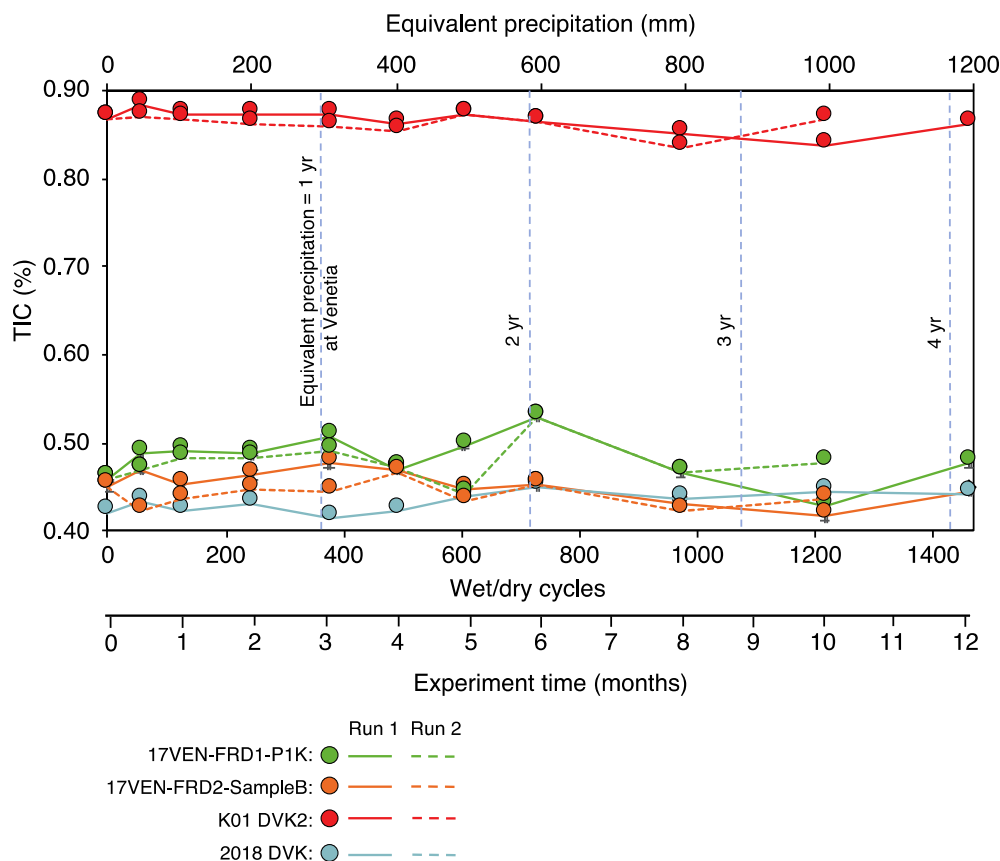 Equivalent precipitation (mm)
0 200 400 600 800 1000 1200
0.90
0.80
0.70
0.60
0.50
0.40
TIC (%)
Equivalent precipitation = 1 yr
at Venetia
2 yr
3 yr
4 yr
0 200 400 600 800 1000 1200 1400
Wet/dry cycles
0 1 2 3 4 5 6 7 8 9 10 11 12
Experiment time (months)
Run 1 Run 2
17VEN-FRD1-P1K:
17VEN-FRD2-SampleB:
K01 DVK2:
2018 DVK: